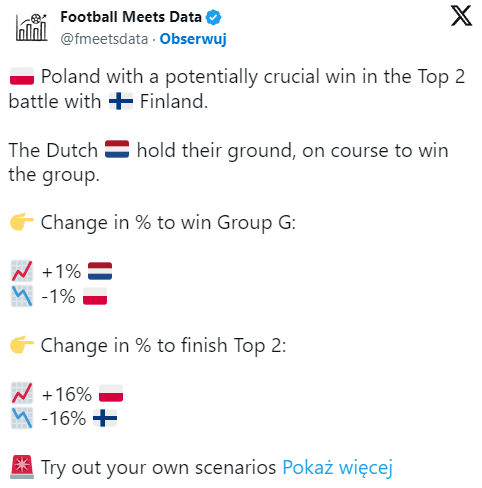 Football Meets Data
@fmeetsdata · Obserwuj
🇵🇱 Poland with a potentially crucial win in the Top 2
battle with 🇫🇮 Finland.
The Dutch 🇳🇱 hold their ground, on course to win
the group.
👉 Change in % to win Group G:
📈 +1% 🇳🇱
📉 -1% 🇵🇱
👉 Change in % to finish Top 2:
📈 +16% 🇵🇱
📉 -16% 🇫🇮
🚨 Try out your own scenarios Pokaż więcej